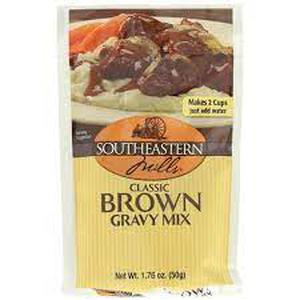 Makes 2 Cups
just add water
SOUTHEASTERN
Mills
CLASSIC
BROWN
GRAVY MIX
Net Wt. 1.76 oz. (50g)